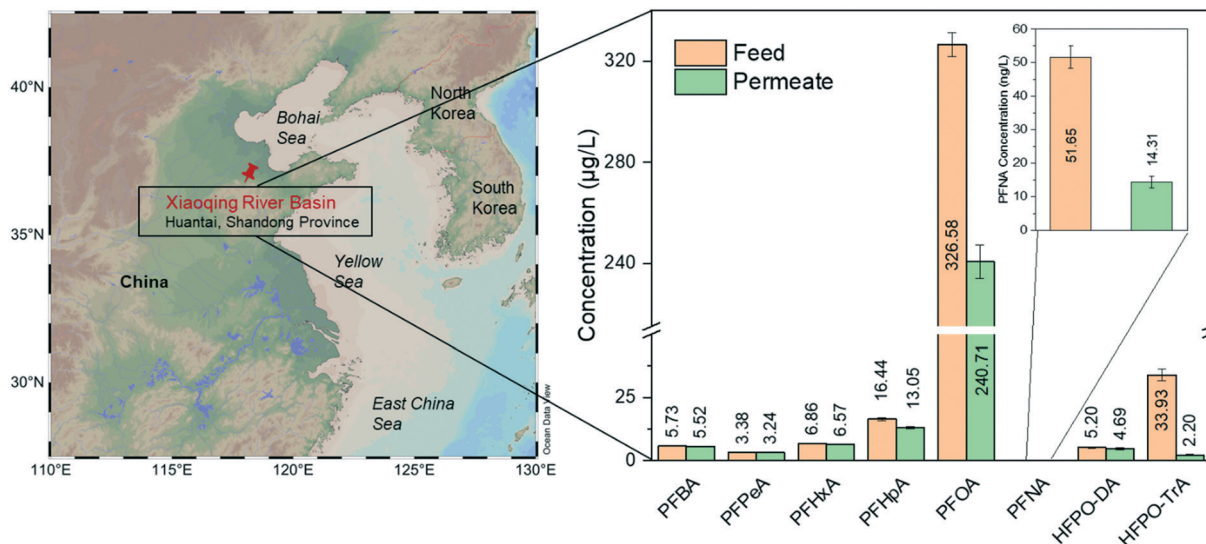 40°N
35°N
30°N
110°E
115°E
120°E
125°E
130°E
Bohai
Sea
North
Korea
South
Korea
Xiaoqing River Basin
Huantai, Shandong Province
Yellow
Sea
China
East China
Sea
Ocean Data View
Concentration (µg/L)
320
280
240
25
0
Feed
Permeate
PFNA Concentration (ng/L)
60
50
40
30
20
10
0
51.65
14.31
5.73
5.52
3.38
3.24
6.86
6.57
16.44
13.05
326.58
240.71
5.20
4.69
33.93
2.20
PFBA
PFPeA
PFHxA
PFHpA
PFOA
PFNA
HFPO-DA
HFPO-TrA